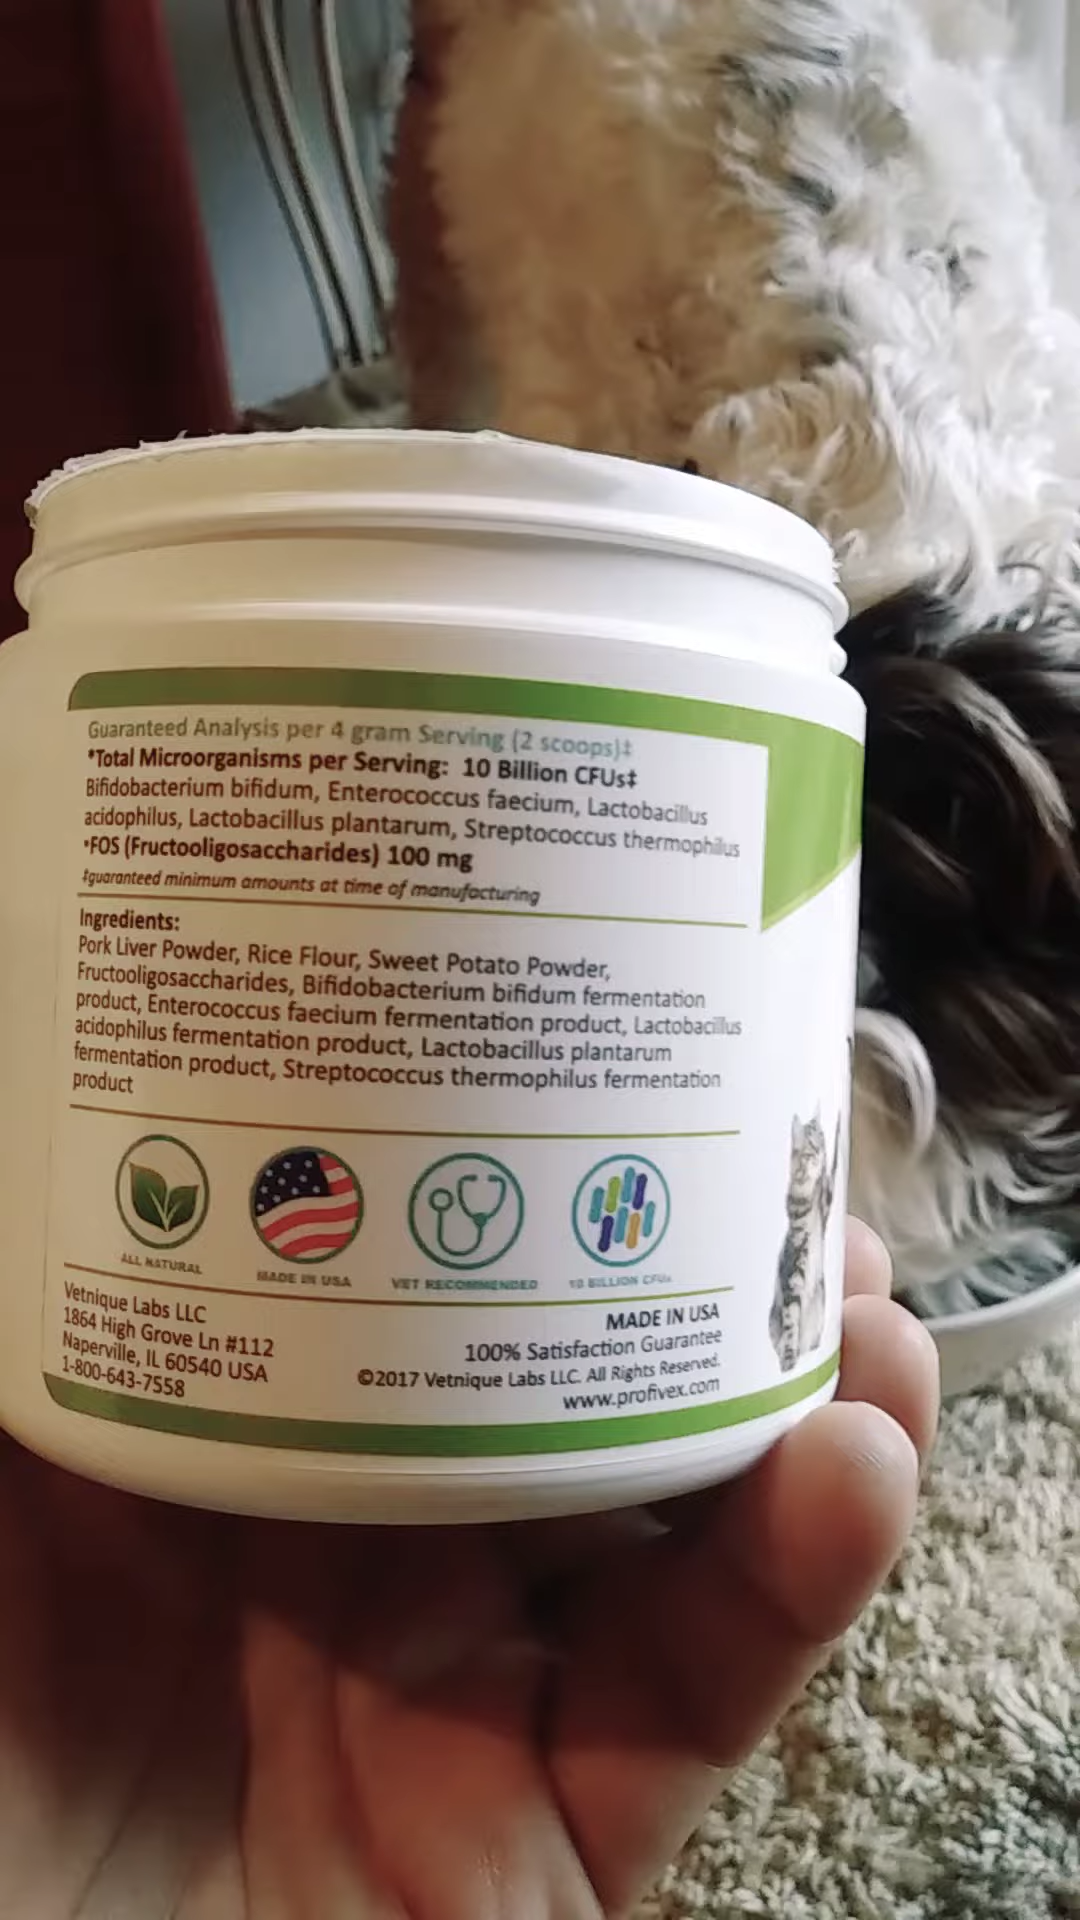 Guaranteed Analysis per 4 gram Serving (2 scoops)‡
*Total Microorganisms per Serving: 10 Billion CFUs‡
Bifidobacterium bifidum, Enterococcus faecium, Lactobacillus
acidophilus, Lactobacillus plantarum, Streptococcus thermophilus
•FOS (Fructooligosaccharides) 100 mg
‡guaranteed minimum amounts at time of manufacturing
Ingredients:
Pork Liver Powder, Rice Flour, Sweet Potato Powder,
Fructooligosaccharides, Bifidobacterium bifidum fermentation
product, Enterococcus faecium fermentation product, Lactobacillus
acidophilus fermentation product, Lactobacillus plantarum
fermentation product, Streptococcus thermophilus fermentation
product
ALL NATURAL
MADE IN USA
VET RECOMMENDED
10 BILLION CFUs
Vetnique Labs LLC
1864 High Grove Ln #112
Naperville, IL 60540 USA
1-800-643-7558
MADE IN USA
100% Satisfaction Guarantee
©2017 Vetnique Labs LLC. All Rights Reserved.
www.profivex.com